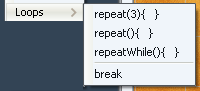 Loops
repeat(3){ }
repeat(){ }
repeatWhile(){ }
break